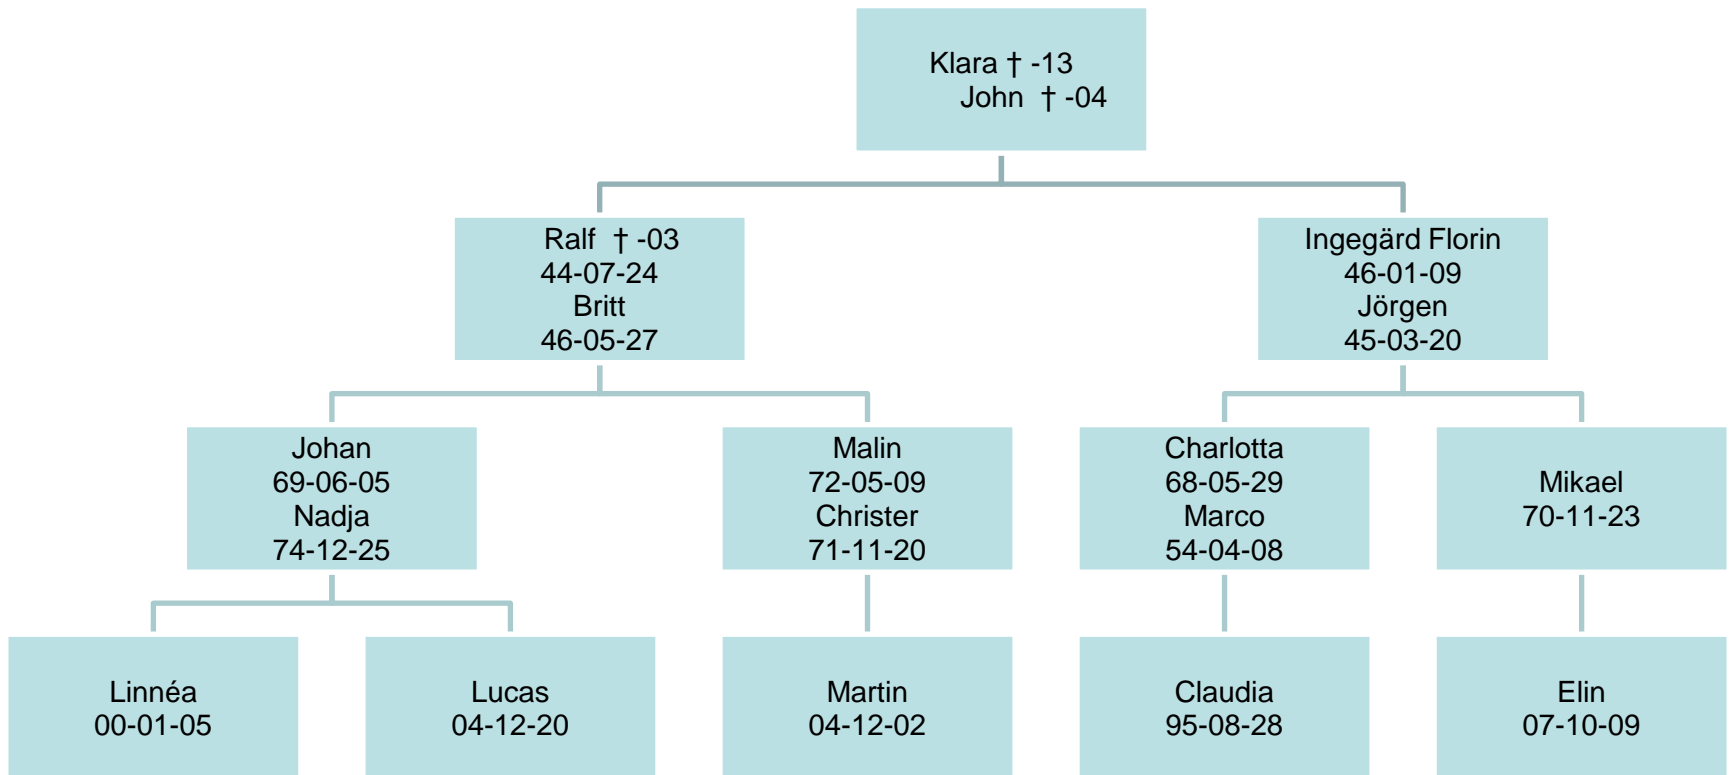 Klara † -13
John † -04
Ralf † -03
44-07-24
Britt
46-05-27
Ingegärd Florin
46-01-09
Jörgen
45-03-20
Johan
69-06-05
Nadja
74-12-25
Malin
72-05-09
Christer
71-11-20
Charlotta
68-05-29
Marco
54-04-08
Mikael
70-11-23
Linnéa
00-01-05
Lucas
04-12-20
Martin
04-12-02
Claudia
95-08-28
Elin
07-10-09